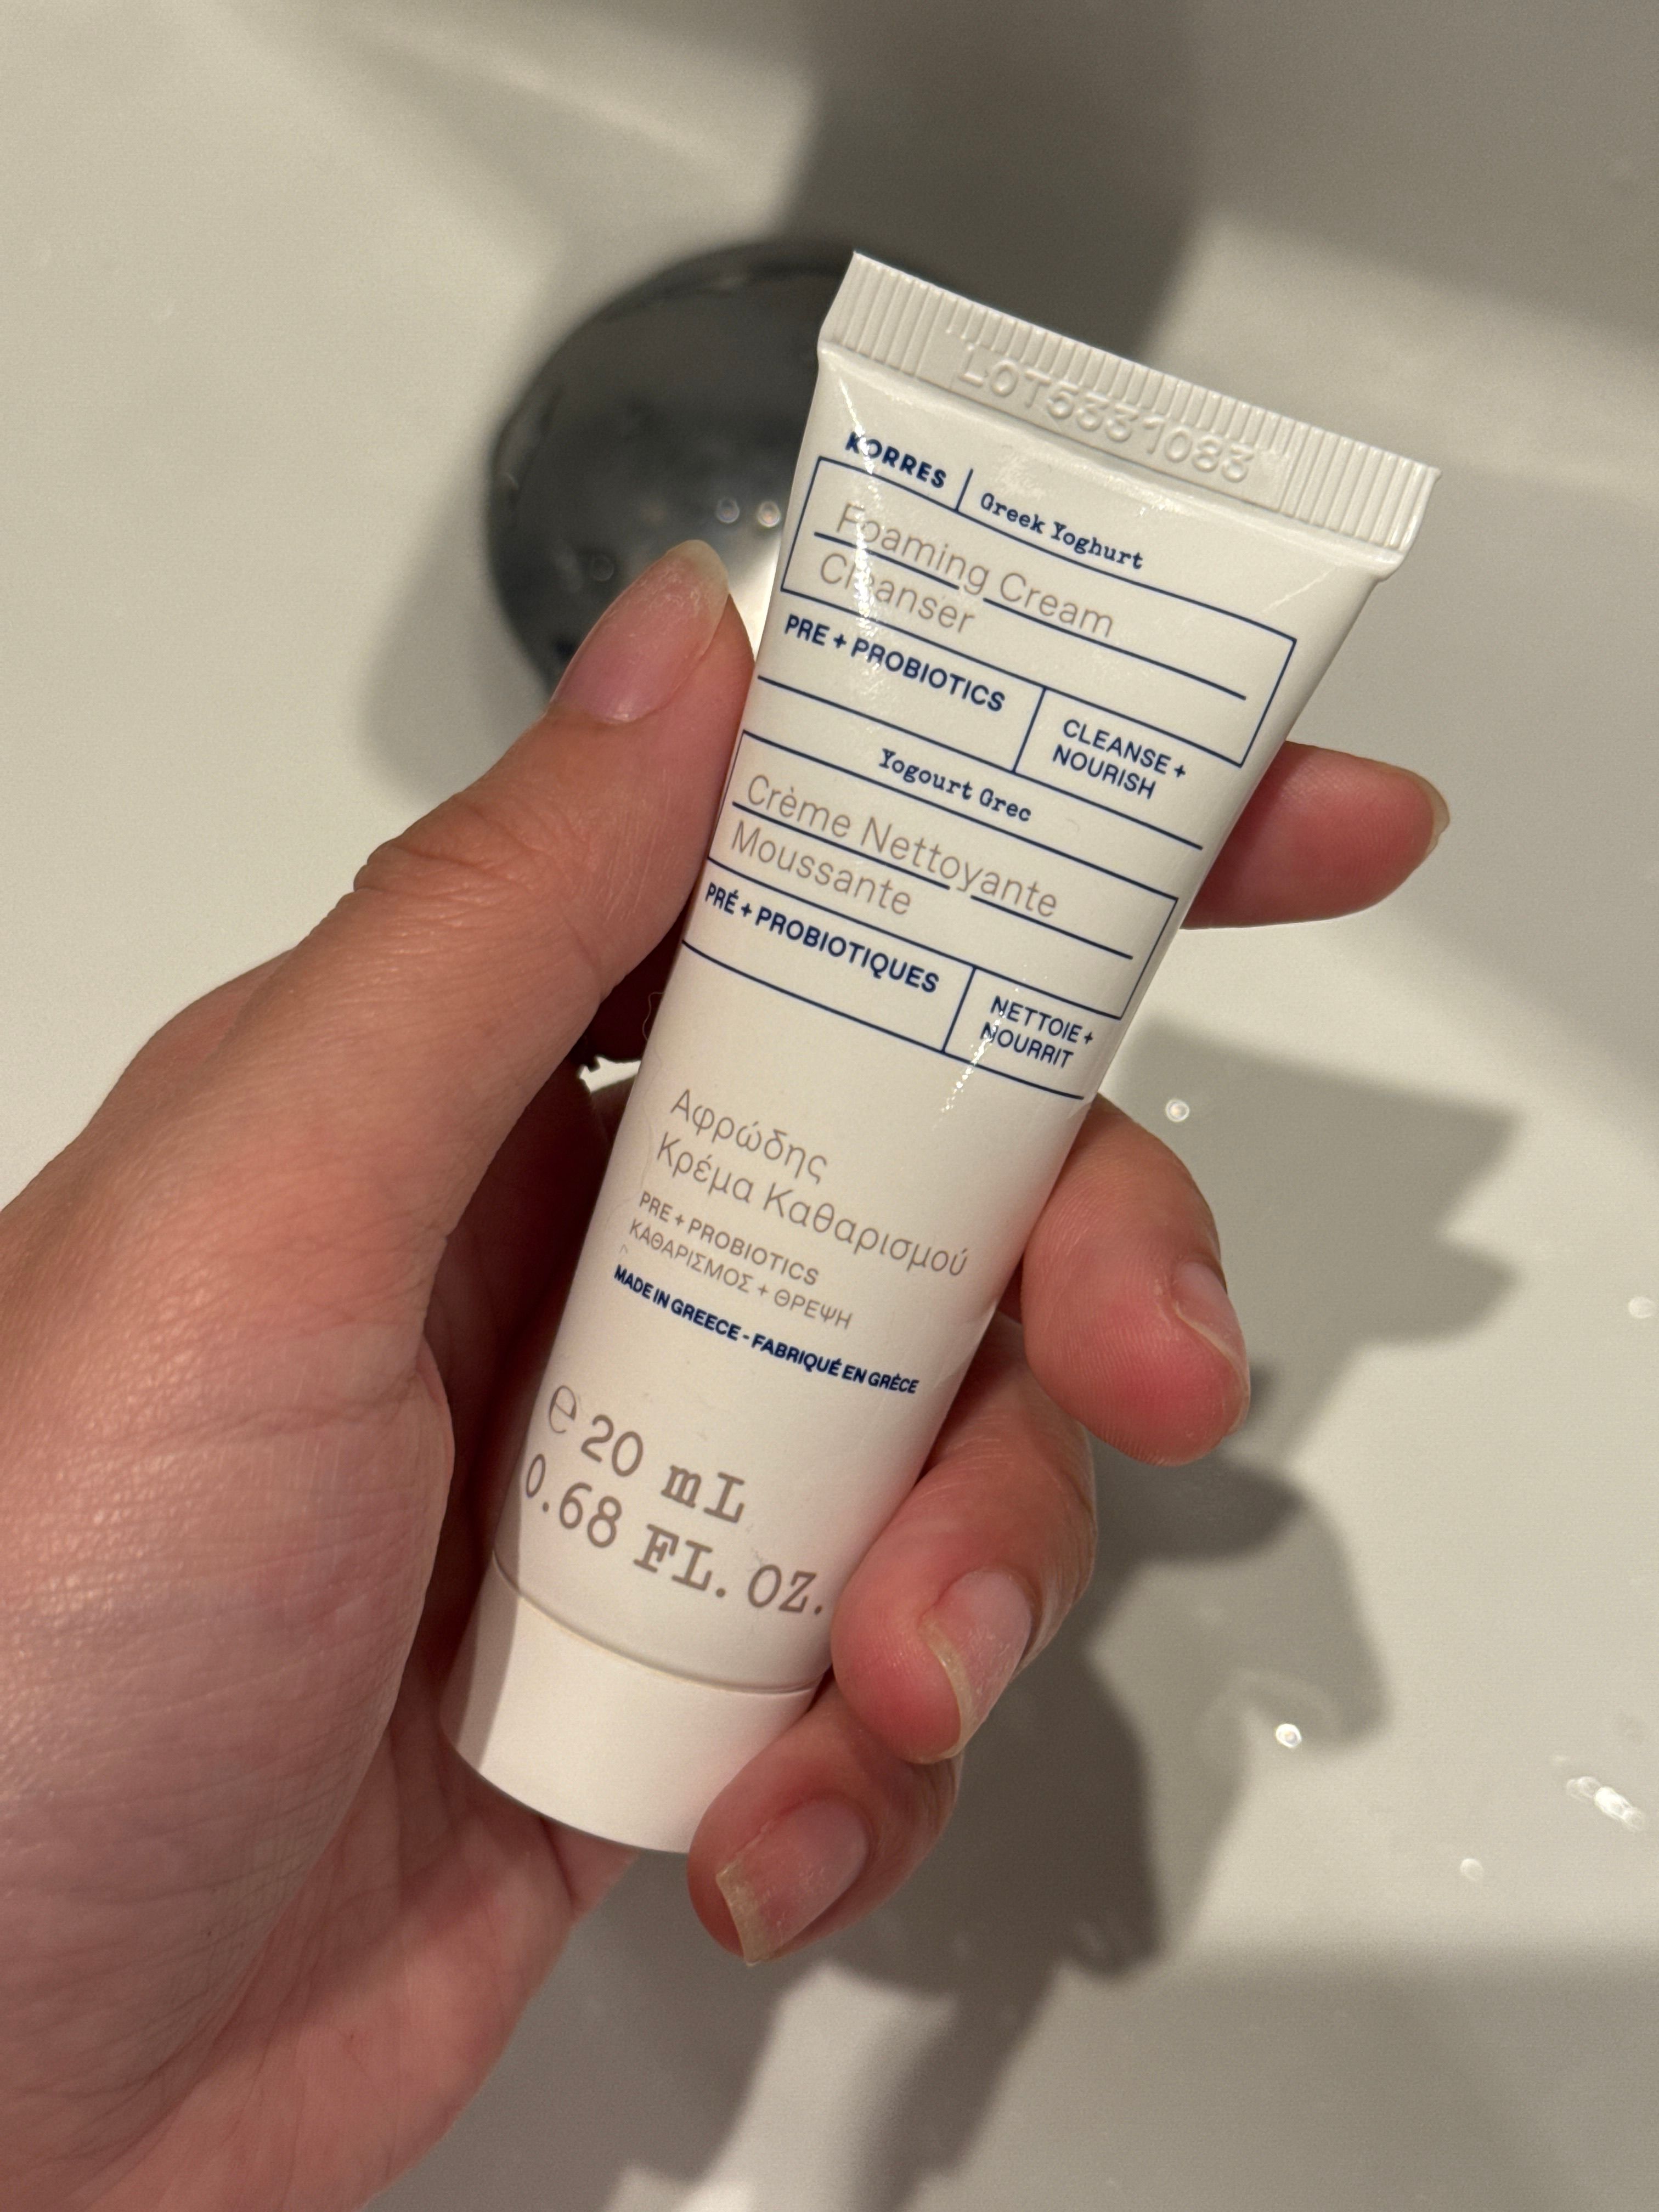 LOT5331083
KORRES | Greek Yoghurt
Foaming Cream
Cleanser
PRE + PROBIOTICS
CLEANSE +
NOURISH
Yogourt Grec
Crème Nettoyante
Moussante
PRÉ + PROBIOTIQUES
NETTOIE +
NOURRIT
Αφρώδης
Κρέμα Καθαρισμού
PRE + PROBIOTICS
ΚΑΘΑΡΙΣΜΟΣ + ΘΡΕΨΗ
MADE IN GREECE - FABRIQUÉ EN GRÈCE
℮ 20 mL
0.68 FL. OZ.